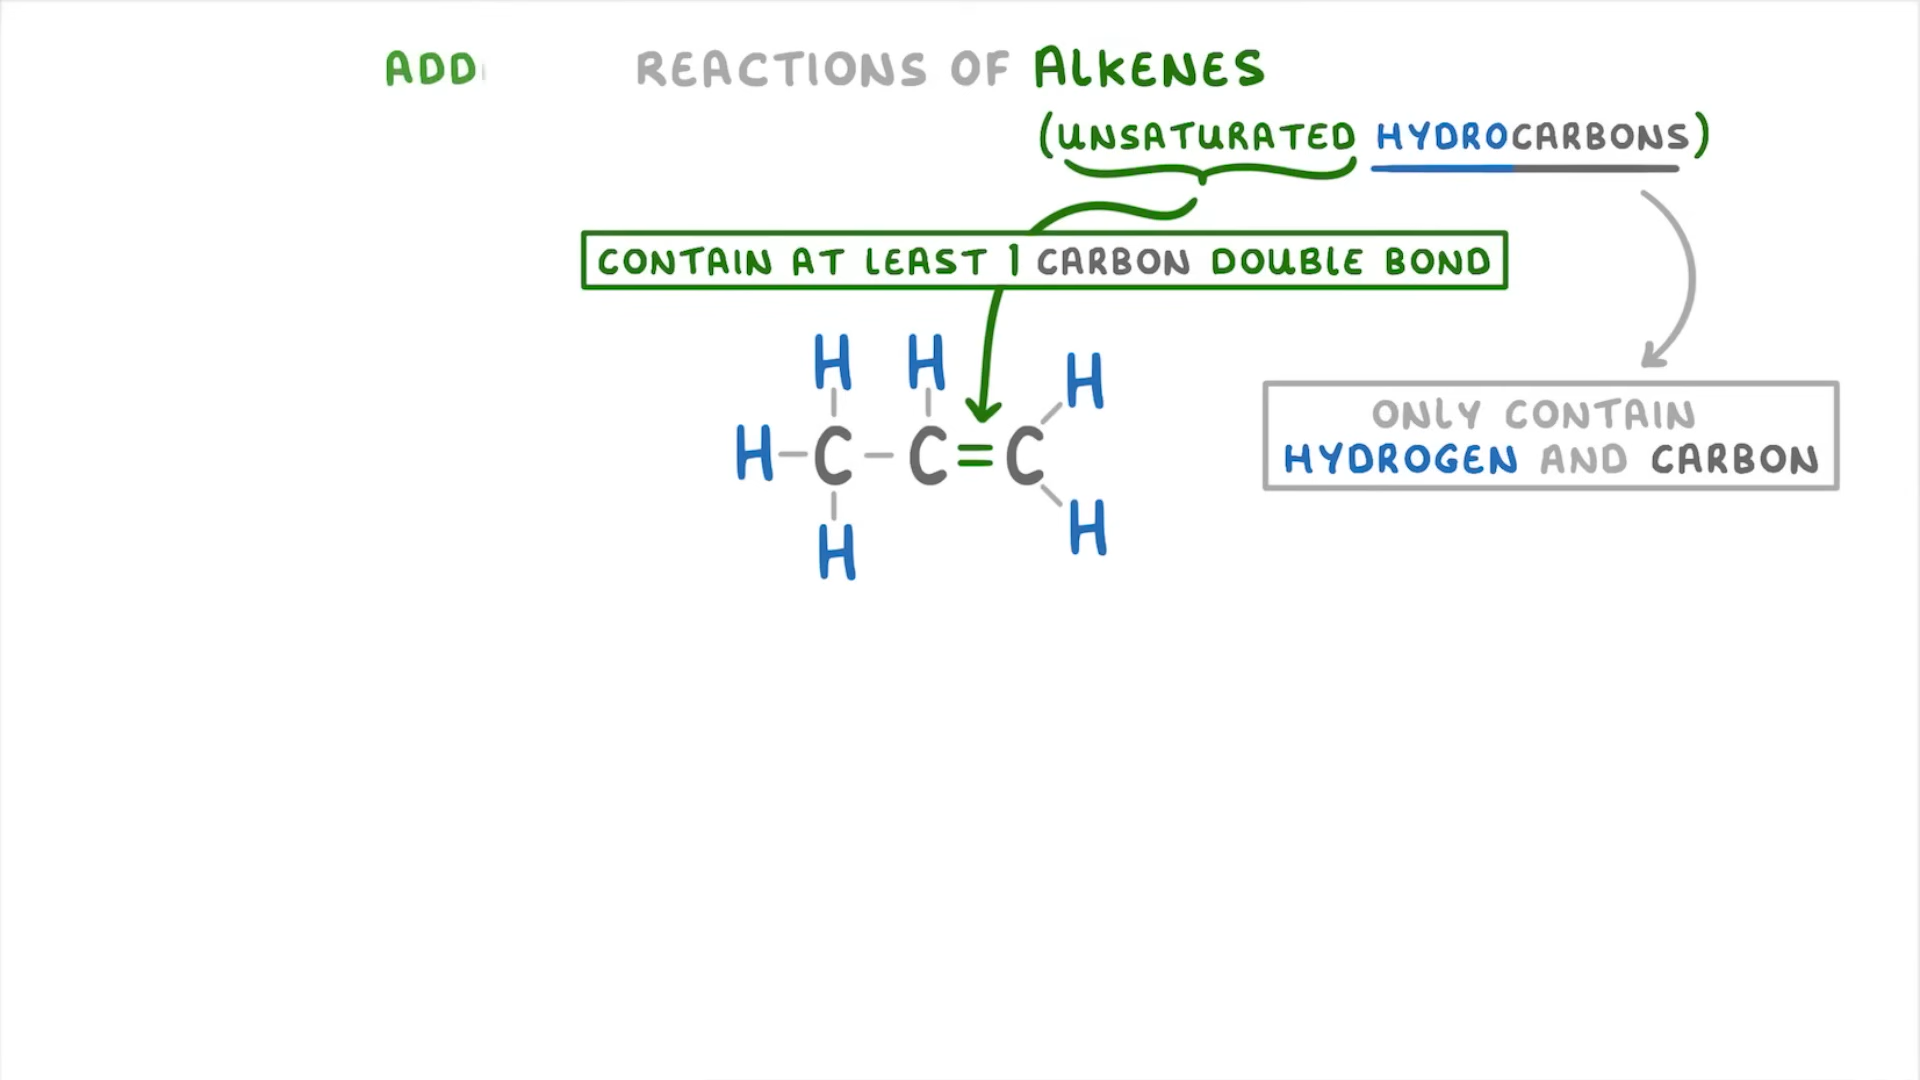 ADD REACTIONS OF ALKENES
(UNSATURATED HYDROCARBONS)
CONTAIN AT LEAST 1 CARBON DOUBLE BOND
H H H
H-C-C=C
H H
ONLY CONTAIN
HYDROGEN AND CARBON